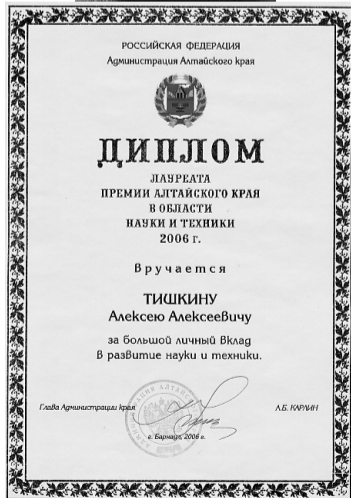 РОССИЙСКАЯ ФЕДЕРАЦИЯ
Администрация Алтайского края
ДИПЛОМ
ЛАУРЕАТА
ПРЕМИИ АЛТАЙСКОГО КРАЯ
В ОБЛАСТИ
НАУКИ И ТЕХНИКИ
2006 г.
Вручается
ТИШКИНУ
Алексею Алексеевичу
за большой личный вклад
в развитие науки и техники.
Глава Администрации края
А.Б. КАРЛИН
г. Барнаул, 2006 г.